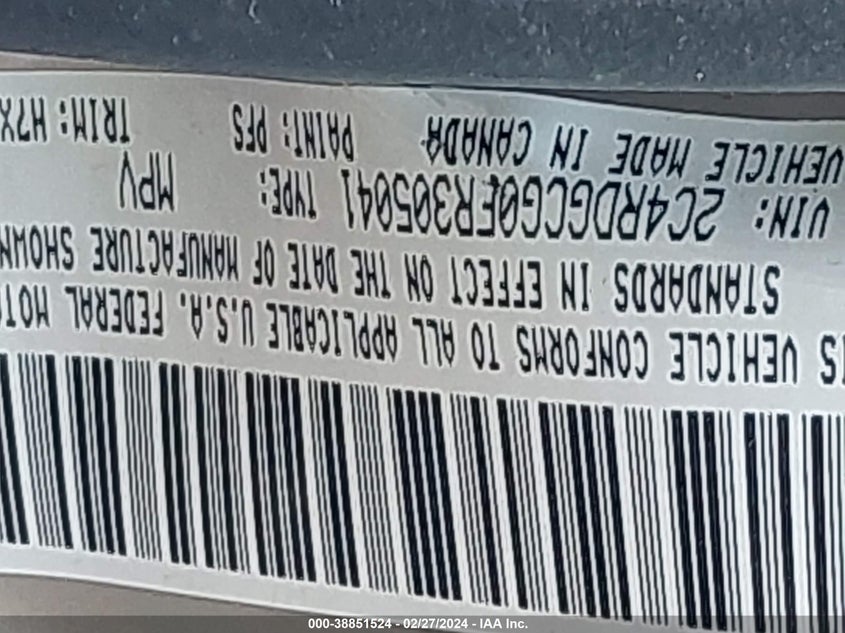 IS VEHICLE CONFORMS TO ALL APPLICABLE U.S.A. FEDERAL MOTO
STANDARDS IN EFFECT ON THE DATE OF MANUFACTURE SHOWN
VIN: 2C4RDGCG0FR305041 TYPE: MPV
VEHICLE MADE IN CANADA PAINT: PFS TRIM: H7X
000-38851524 - 02/27/2024 - IAA Inc.